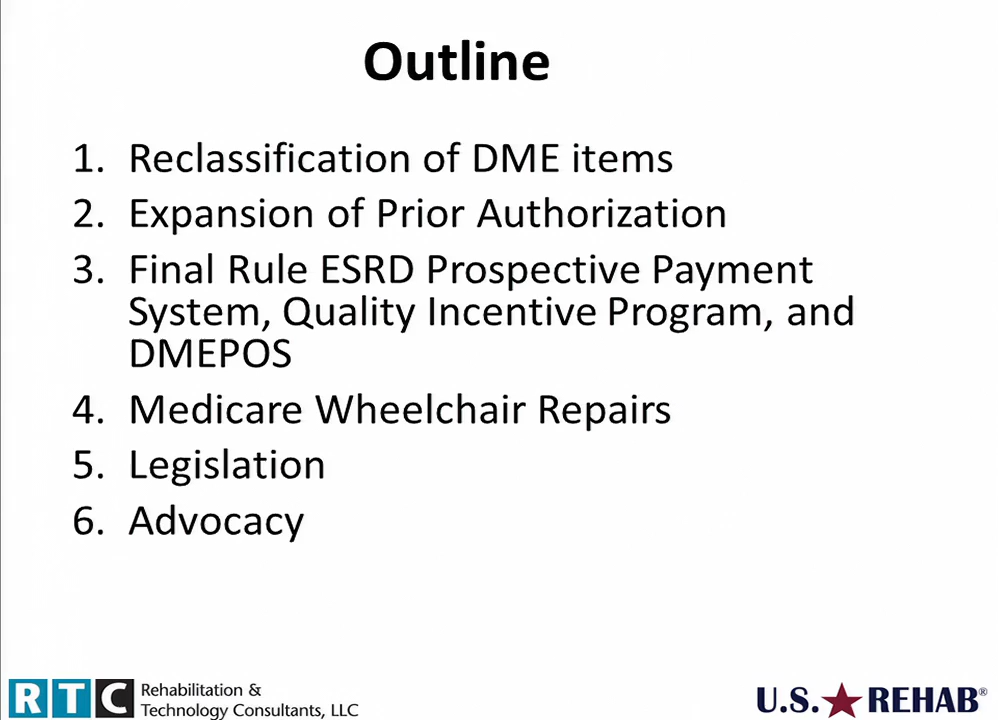 Outline
1. Reclassification of DME items
2. Expansion of Prior Authorization
3. Final Rule ESRD Prospective Payment
System, Quality Incentive Program, and
DMEPOS
4. Medicare Wheelchair Repairs
5. Legislation
6. Advocacy
RTC Rehabilitation &
Technology Consultants, LLC
U.S. REHAB®